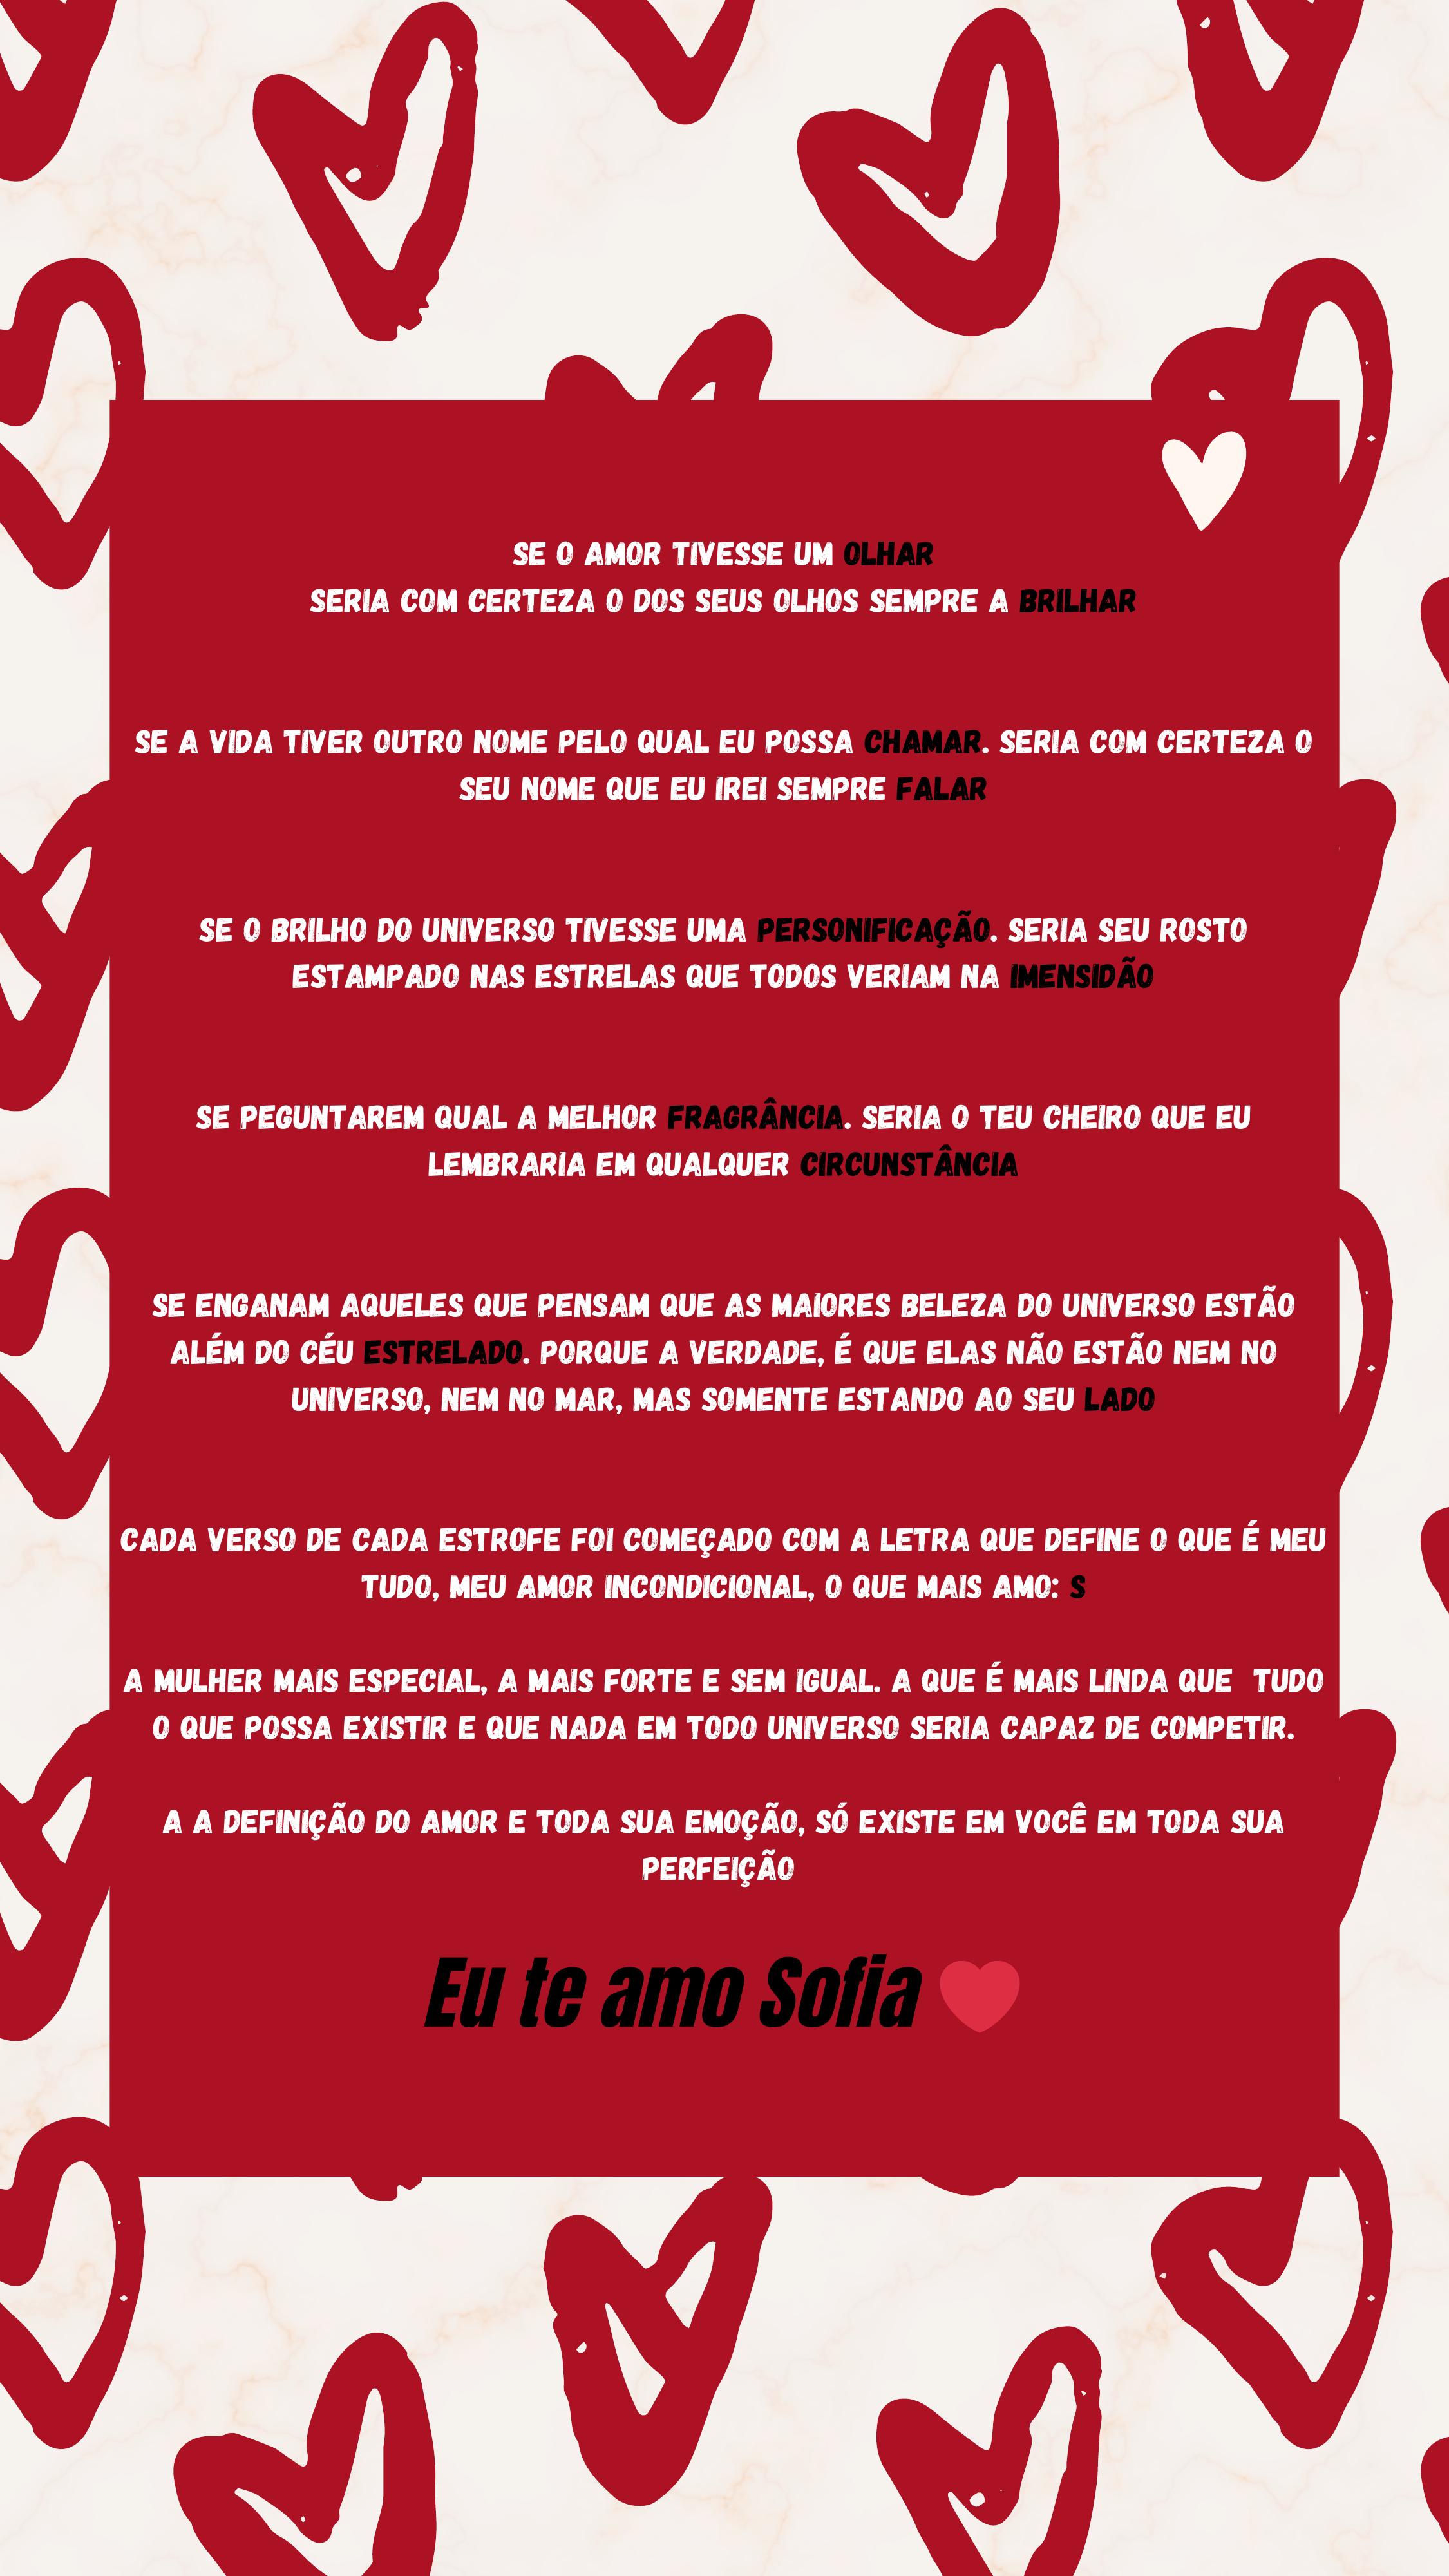 SE O AMOR TIVESSE UM OLHAR
SERIA COM CERTEZA O DOS SEUS OLHOS SEMPRE A BRILHAR
SE A VIDA TIVER OUTRO NOME PELO QUAL EU POSSA CHAMAR. SERIA COM CERTEZA O
SEU NOME QUE EU IREI SEMPRE FALAR
SE O BRILHO DO UNIVERSO TIVESSE UMA PERSONIFICAÇÃO. SERIA SEU ROSTO
ESTAMPADO NAS ESTRELAS QUE TODOS VERIAM NA IMENSIDÃO
SE PEGUNTAREM QUAL A MELHOR FRAGRÂNCIA. SERIA O TEU CHEIRO QUE EU
LEMBRARIA EM QUALQUER CIRCUNSTÂNCIA
SE ENGANAM AQUELES QUE PENSAM QUE AS MAIORES BELEZA DO UNIVERSO ESTÃO
ALÉM DO CÉU ESTRELADO. PORQUE A VERDADE, É QUE ELAS NÃO ESTÃO NEM NO
UNIVERSO, NEM NO MAR, MAS SOMENTE ESTANDO AO SEU LADO
CADA VERSO DE CADA ESTROFE FOI COMEÇADO COM A LETRA QUE DEFINE O QUE É MEU
TUDO, MEU AMOR INCONDICIONAL, O QUE MAIS AMO: S
A MULHER MAIS ESPECIAL, A MAIS FORTE E SEM IGUAL. A QUE É MAIS LINDA QUE TUDO
O QUE POSSA EXISTIR E QUE NADA EM TODO UNIVERSO SERIA CAPAZ DE COMPETIR.
A A DEFINIÇÃO DO AMOR E TODA SUA EMOÇÃO, SÓ EXISTE EM VOCÊ EM TODA SUA
PERFEIÇÃO
Eu te amo Sofia ❤